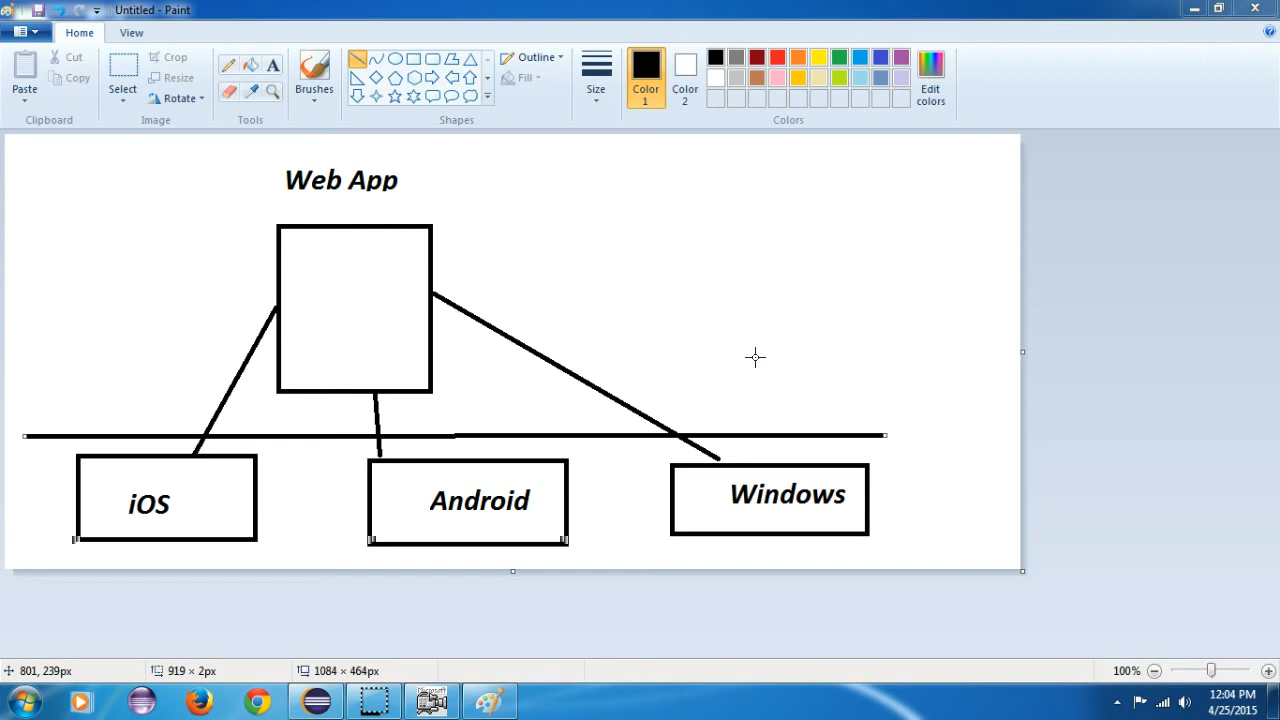 Untitled - Paint
Home
View
Paste
Cut
Copy
Clipboard
Select
Crop
Resize
Rotate
Image
A
Tools
Brushes
Outline
Fill
Shapes
Size
Color 1
Color 2
Edit colors
Colors
Web App
iOS
Android
Windows
801, 239px
919 × 2px
1084 × 464px
100%
12:04 PM
4/25/2015